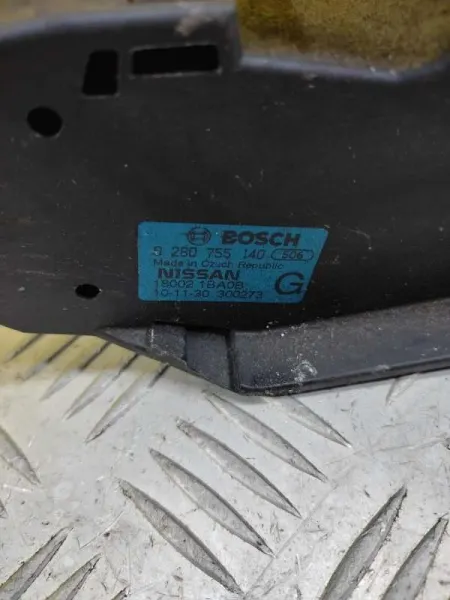 BOSCH
0 280 755 140 506
Made in Czech Republic
NISSAN
18002 1BA0B
10-11-30 300273
G